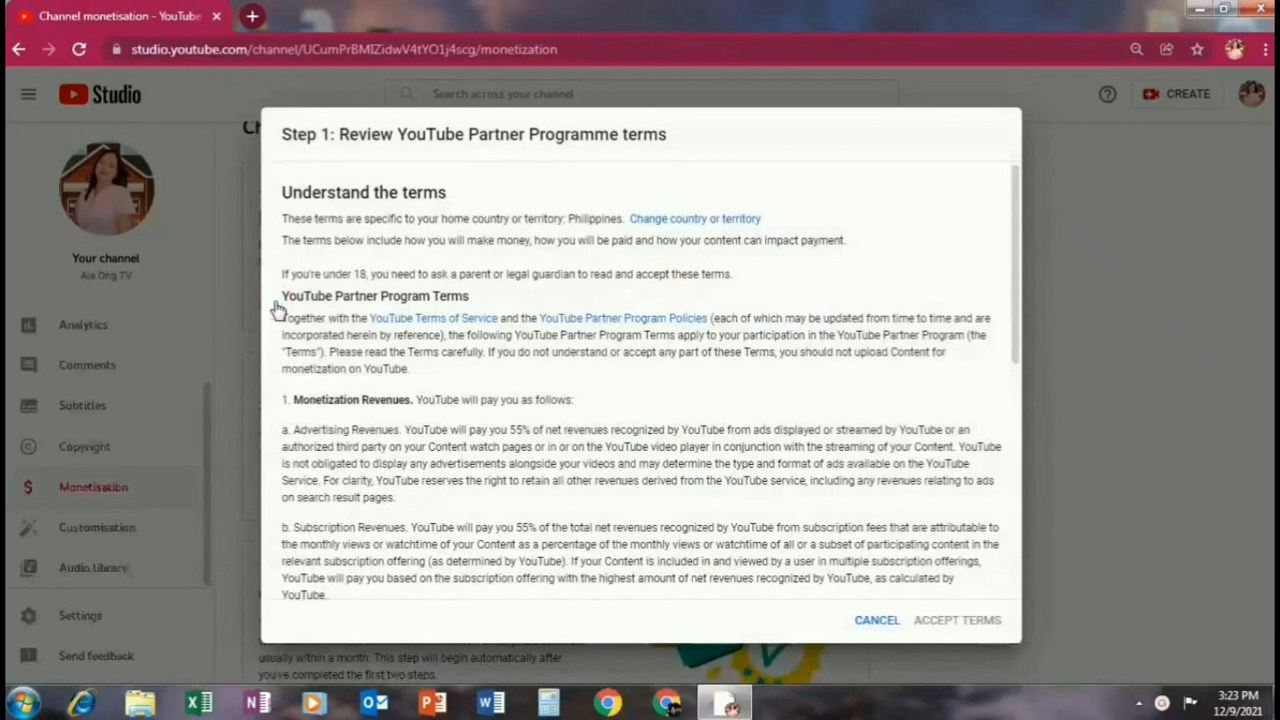 Channel monetisation - YouTube
studio.youtube.com/channel/UCumPrBMIZidwV4tYO1j4scg/monetization
Studio
Search across your channel
CREATE
Step 1: Review YouTube Partner Programme terms
Understand the terms
These terms are specific to your home country or territory: Philippines. Change country or territory
The terms below include how you will make money, how you will be paid and how your content can impact payment.
If you're under 18, you need to ask a parent or legal guardian to read and accept these terms.
YouTube Partner Program Terms
Together with the YouTube Terms of Service and the YouTube Partner Program Policies (each of which may be updated from time to time and are
incorporated herein by reference), the following YouTube Partner Program Terms apply to your participation in the YouTube Partner Program (the
"Terms"). Please read the Terms carefully. If you do not understand or accept any part of these Terms, you should not upload Content for
monetization on YouTube.
1. Monetization Revenues. YouTube will pay you as follows:
a. Advertising Revenues. YouTube will pay you 55% of net revenues recognized by YouTube from ads displayed or streamed by YouTube or an
authorized third party on your Content watch pages or in or on the YouTube video player in conjunction with the streaming of your Content. YouTube
is not obligated to display any advertisements alongside your videos and may determine the type and format of ads available on the YouTube
Service. For clarity, YouTube reserves the right to retain all other revenues derived from the YouTube service, including any revenues relating to ads
on search result pages.
b. Subscription Revenues. YouTube will pay you 55% of the total net revenues recognized by YouTube from subscription fees that are attributable to
the monthly views or watchtime of your Content as a percentage of the monthly views or watchtime of all or a subset of participating content in the
relevant subscription offering (as determined by YouTube). If your Content is included in and viewed by a user in multiple subscription offerings,
YouTube will pay you based on the subscription offering with the highest amount of net revenues recognized by YouTube, as calculated by
YouTube.
CANCEL ACCEPT TERMS
Your channel
Aia Ong TV
Analytics
Comments
Subtitles
Copyright
$ Monetisation
Customisation
Audio Library
Settings
Send feedback
usually within a month. This step will begin automatically after
you've completed the first two steps.
3:23 PM
12/9/2021